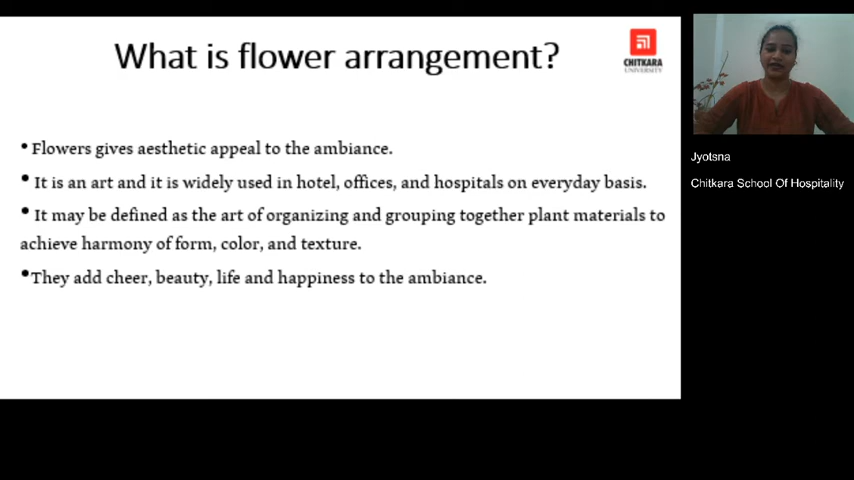 What is flower arrangement?
CHITKARA
UNIVERSITY
• Flowers gives aesthetic appeal to the ambiance.
• It is an art and it is widely used in hotel, offices, and hospitals on everyday basis.
• It may be defined as the art of organizing and grouping together plant materials to
achieve harmony of form, color, and texture.
•They add cheer, beauty, life and happiness to the ambiance.
Jyotsna
Chitkara School Of Hospitality